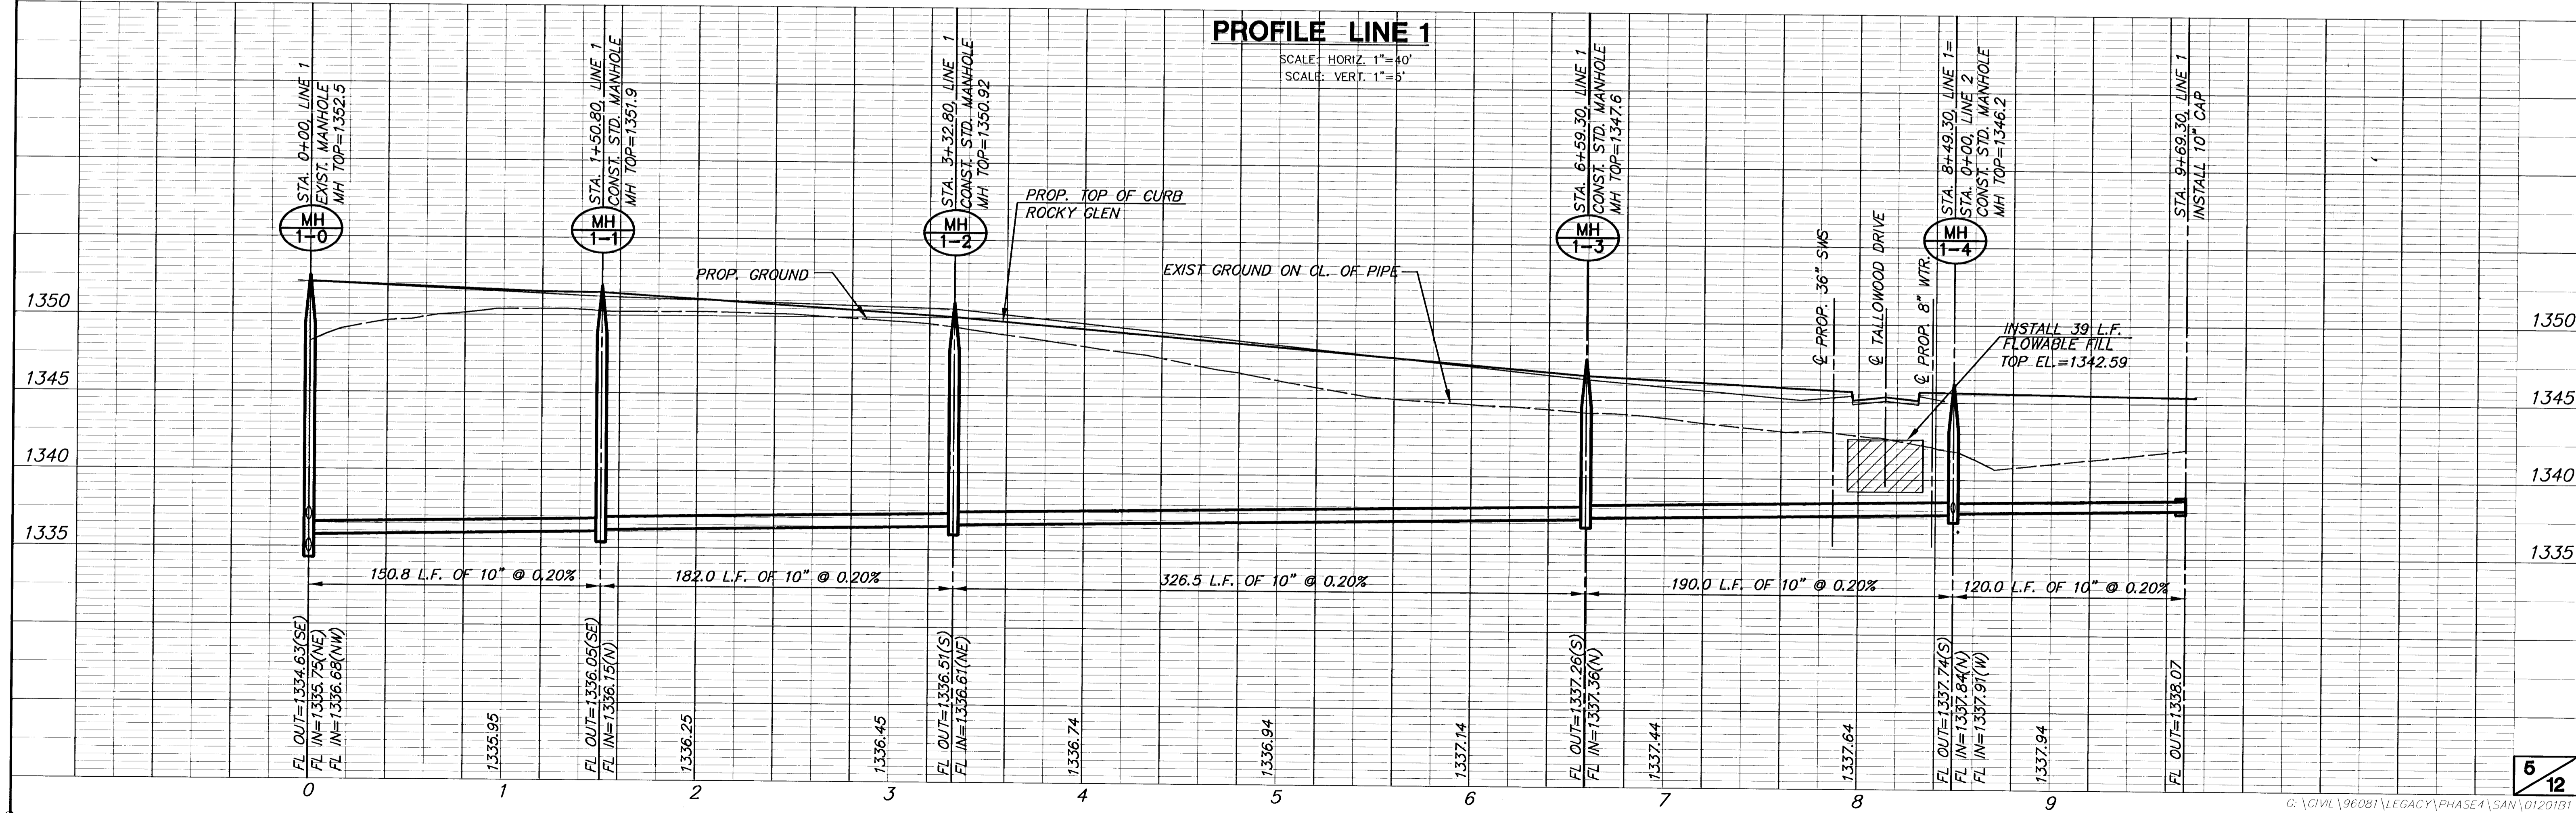 PROFILE LINE 1
SCALE: HORIZ. 1"=40'
SCALE: VERT. 1"=5'
STA. 0+00, LINE 1
EXIST. MANHOLE
MH TOP=1352.5
STA. 1+50.80, LINE 1
CONST. STD. MANHOLE
MH TOP=1351.9
STA. 3+32.80, LINE 1
CONST. STD. MANHOLE
MH TOP=1350.92
STA. 6+59.30, LINE 1
CONST. STD. MANHOLE
MH TOP=1347.6
STA. 8+49.30, LINE 1=
STA. 0+00, LINE 2
CONST. STD. MANHOLE
MH TOP=1346.2
STA. 9+69.30, LINE 1
INSTALL 10" CAP
MH
1-0
MH
1-1
MH
1-2
MH
1-3
MH
1-4
PROP. TOP OF CURB
ROCKY GLEN
PROP. GROUND
EXIST GROUND ON CL. OF PIPE
℄ PROP. 36" SWS
℄ TALLOWOOD DRIVE
℄ PROP. 8" WTR.
INSTALL 39 L.F.
FLOWABLE FILL
TOP EL.=1342.59
1350
1345
1340
1335
1350
1345
1340
1335
150.8 L.F. OF 10" @ 0.20%
182.0 L.F. OF 10" @ 0.20%
326.5 L.F. OF 10" @ 0.20%
190.0 L.F. OF 10" @ 0.20%
120.0 L.F. OF 10" @ 0.20%
FL OUT=1334.63(SE)
FL IN=1335.75(NE)
FL IN=1336.68(NW)
1335.95
FL OUT=1336.05(SE)
FL IN=1336.15(N)
1336.25
1336.45
FL OUT=1336.51(S)
FL IN=1336.61(NE)
1336.74
1336.94
1337.14
FL OUT=1337.26(S)
FL IN=1337.36(N)
1337.44
1337.64
FL OUT=1337.74(S)
FL IN=1337.84(N)
FL IN=1337.91(W)
1337.94
FL OUT=1338.07
0 1 2 3 4 5 6 7 8 9
5
12
G:\CIVIL\96081\LEGACY\PHASE4\SAN\01201B1